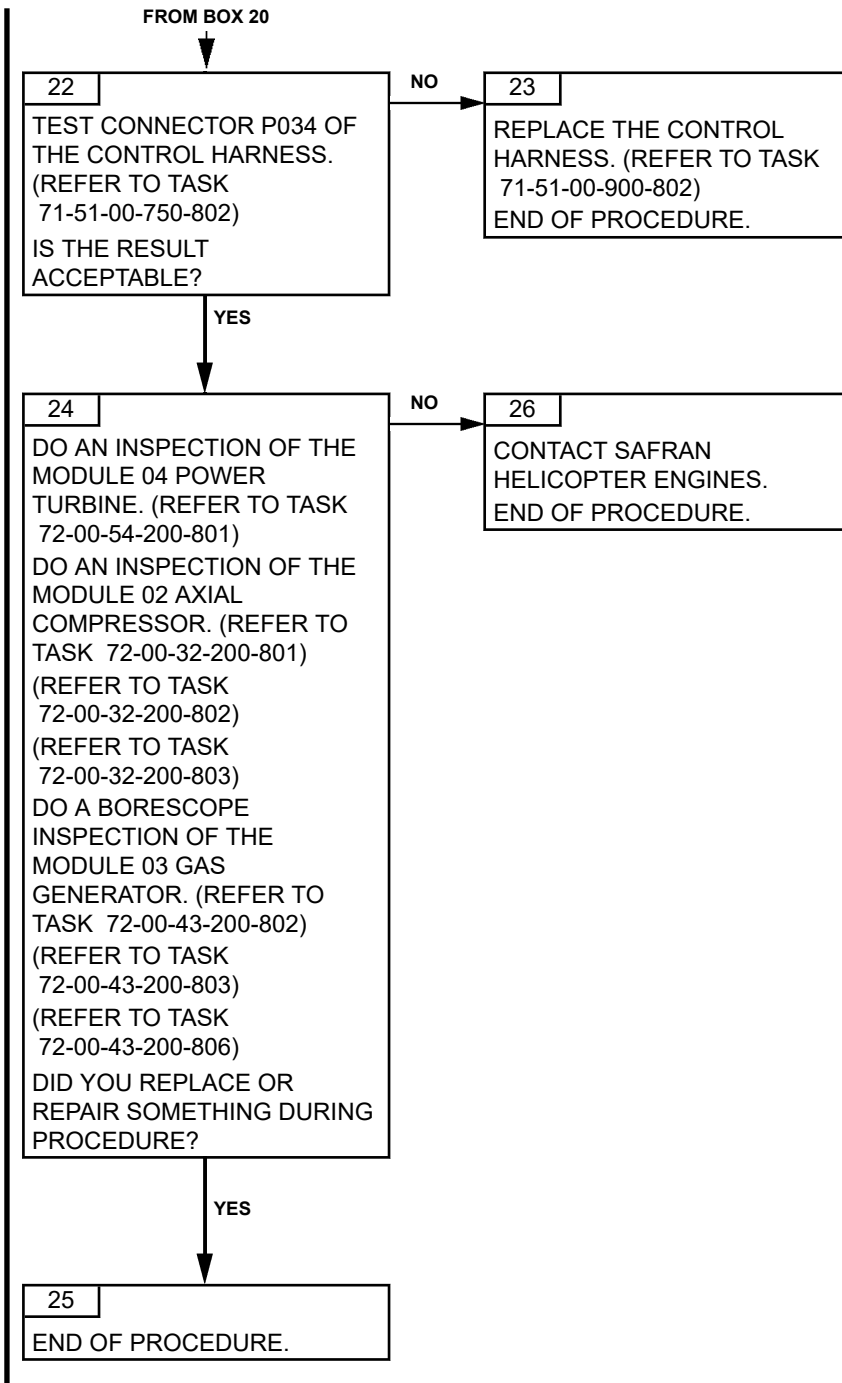 FROM BOX 20
22
TEST CONNECTOR P034 OF
THE CONTROL HARNESS.
(REFER TO TASK
71-51-00-750-802)
IS THE RESULT
ACCEPTABLE?
NO
23
REPLACE THE CONTROL
HARNESS. (REFER TO TASK
71-51-00-900-802)
END OF PROCEDURE.
YES
24
DO AN INSPECTION OF THE
MODULE 04 POWER
TURBINE. (REFER TO TASK
72-00-54-200-801)
DO AN INSPECTION OF THE
MODULE 02 AXIAL
COMPRESSOR. (REFER TO
TASK 72-00-32-200-801)
(REFER TO TASK
72-00-32-200-802)
(REFER TO TASK
72-00-32-200-803)
DO A BORESCOPE
INSPECTION OF THE
MODULE 03 GAS
GENERATOR. (REFER TO
TASK 72-00-43-200-802)
(REFER TO TASK
72-00-43-200-803)
(REFER TO TASK
72-00-43-200-806)
DID YOU REPLACE OR
REPAIR SOMETHING DURING
PROCEDURE?
NO
26
CONTACT SAFRAN
HELICOPTER ENGINES.
END OF PROCEDURE.
YES
25
END OF PROCEDURE.